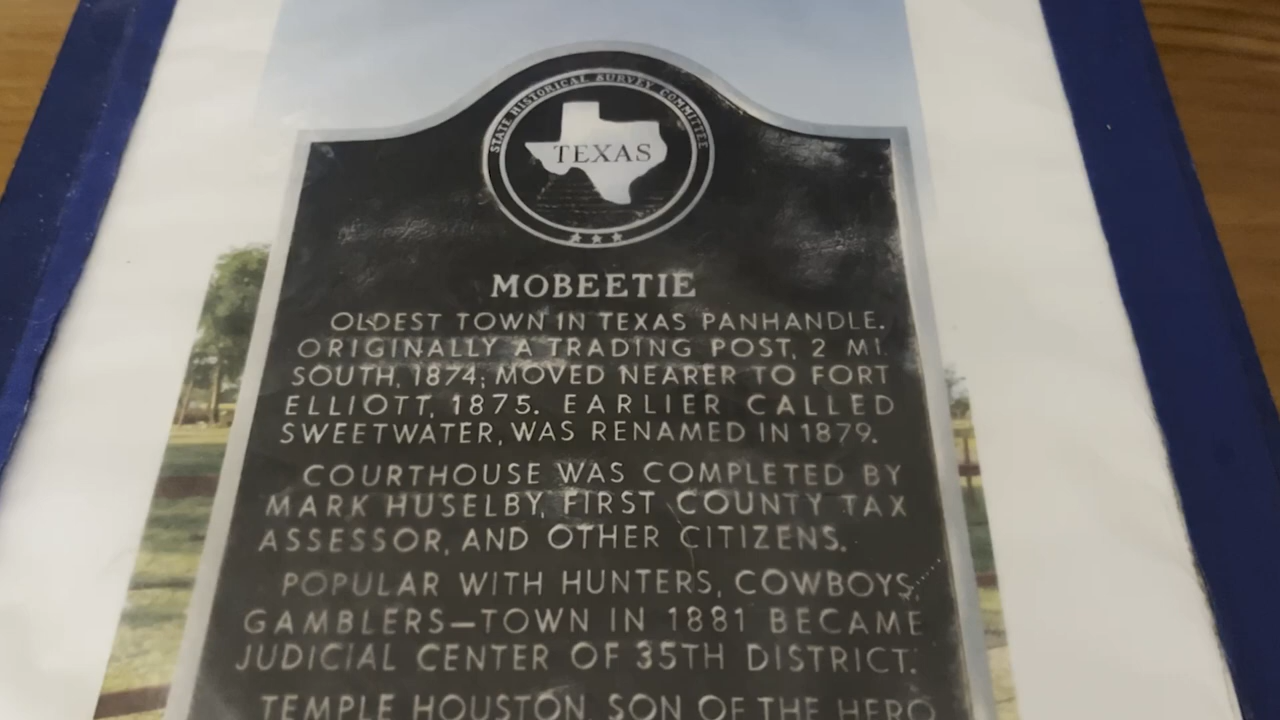 STATE HISTORICAL SURVEY COMMITTEE
TEXAS
MOBEETIE
OLDEST TOWN IN TEXAS PANHANDLE.
ORIGINALLY A TRADING POST, 2 MI.
SOUTH, 1874; MOVED NEARER TO FORT
ELLIOTT, 1875. EARLIER CALLED
SWEETWATER, WAS RENAMED IN 1879.
COURTHOUSE WAS COMPLETED BY
MARK HUSELBY, FIRST COUNTY TAX
ASSESSOR, AND OTHER CITIZENS.
POPULAR WITH HUNTERS, COWBOYS,
GAMBLERS—TOWN IN 1881 BECAME
JUDICIAL CENTER OF 35TH DISTRICT.
TEMPLE HOUSTON, SON OF THE HERO